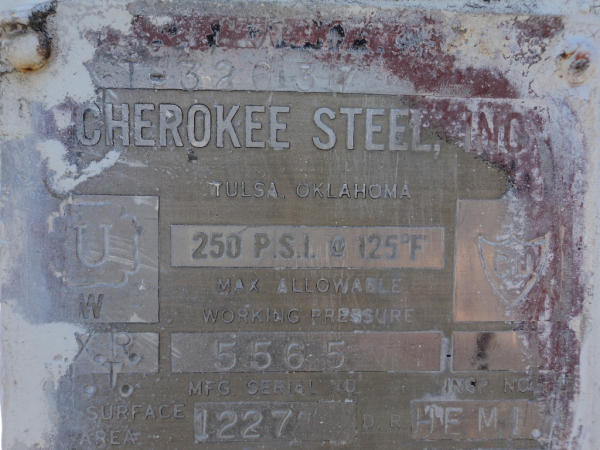 CHEROKEE STEEL, INC
TULSA, OKLAHOMA
U 250 P.S.I. @ 125°F
W MAX ALLOWABLE
WORKING PRESSURE
X.R. 5565
MFG SERIAL NO INSP NO
SURFACE AREA 1227 D.R. HEMI.